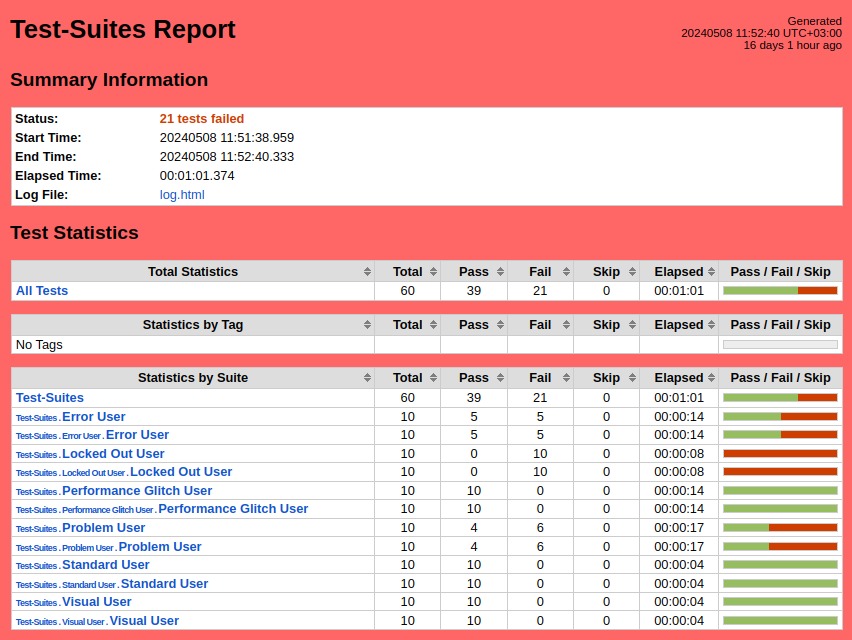 Test-Suites Report
Generated
20240508 11:52:40 UTC+03:00
16 days 1 hour ago
Summary Information
Status: 21 tests failed
Start Time: 20240508 11:51:38.959
End Time: 20240508 11:52:40.333
Elapsed Time: 00:01:01.374
Log File: log.html
Test Statistics
Total Statistics Total Pass Fail Skip Elapsed Pass / Fail / Skip
All Tests 60 39 21 0 00:01:01
Statistics by Tag Total Pass Fail Skip Elapsed Pass / Fail / Skip
No Tags
Statistics by Suite Total Pass Fail Skip Elapsed Pass / Fail / Skip
Test-Suites 60 39 21 0 00:01:01
Test-Suites . Error User 10 5 5 0 00:00:14
Test-Suites . Error User . Error User 10 5 5 0 00:00:14
Test-Suites . Locked Out User 10 0 10 0 00:00:08
Test-Suites . Locked Out User . Locked Out User 10 0 10 0 00:00:08
Test-Suites . Performance Glitch User 10 10 0 0 00:00:14
Test-Suites . Performance Glitch User . Performance Glitch User 10 10 0 0 00:00:14
Test-Suites . Problem User 10 4 6 0 00:00:17
Test-Suites . Problem User . Problem User 10 4 6 0 00:00:17
Test-Suites . Standard User 10 10 0 0 00:00:04
Test-Suites . Standard User . Standard User 10 10 0 0 00:00:04
Test-Suites . Visual User 10 10 0 0 00:00:04
Test-Suites . Visual User . Visual User 10 10 0 0 00:00:04